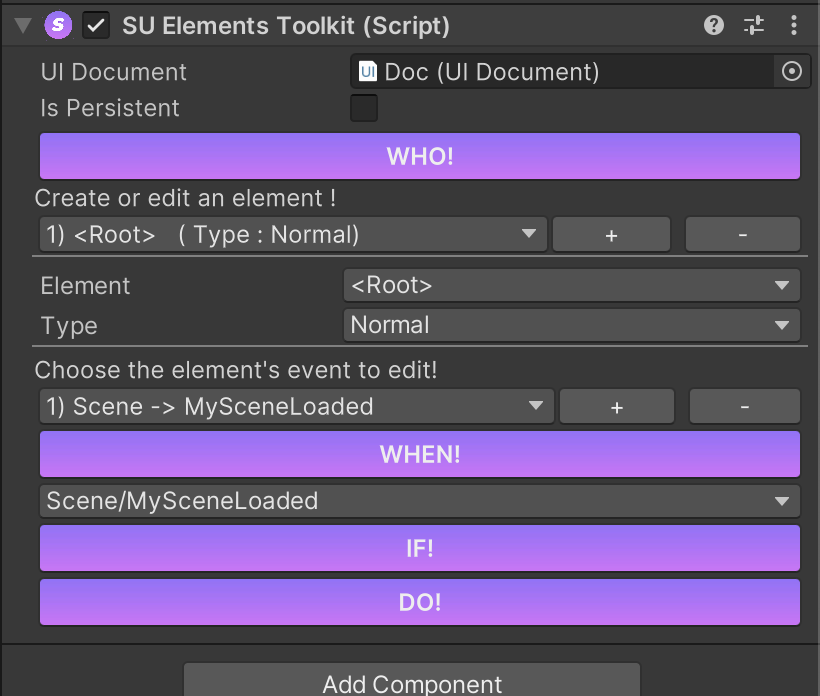 SU Elements Toolkit (Script)
UI Document
UI Doc (UI Document)
Is Persistent
WHO!
Create or edit an element !
1) <Root> ( Type : Normal) + -
Element <Root>
Type Normal
Choose the element's event to edit!
1) Scene -> MySceneLoaded + -
WHEN!
Scene/MySceneLoaded
IF!
DO!
Add Component